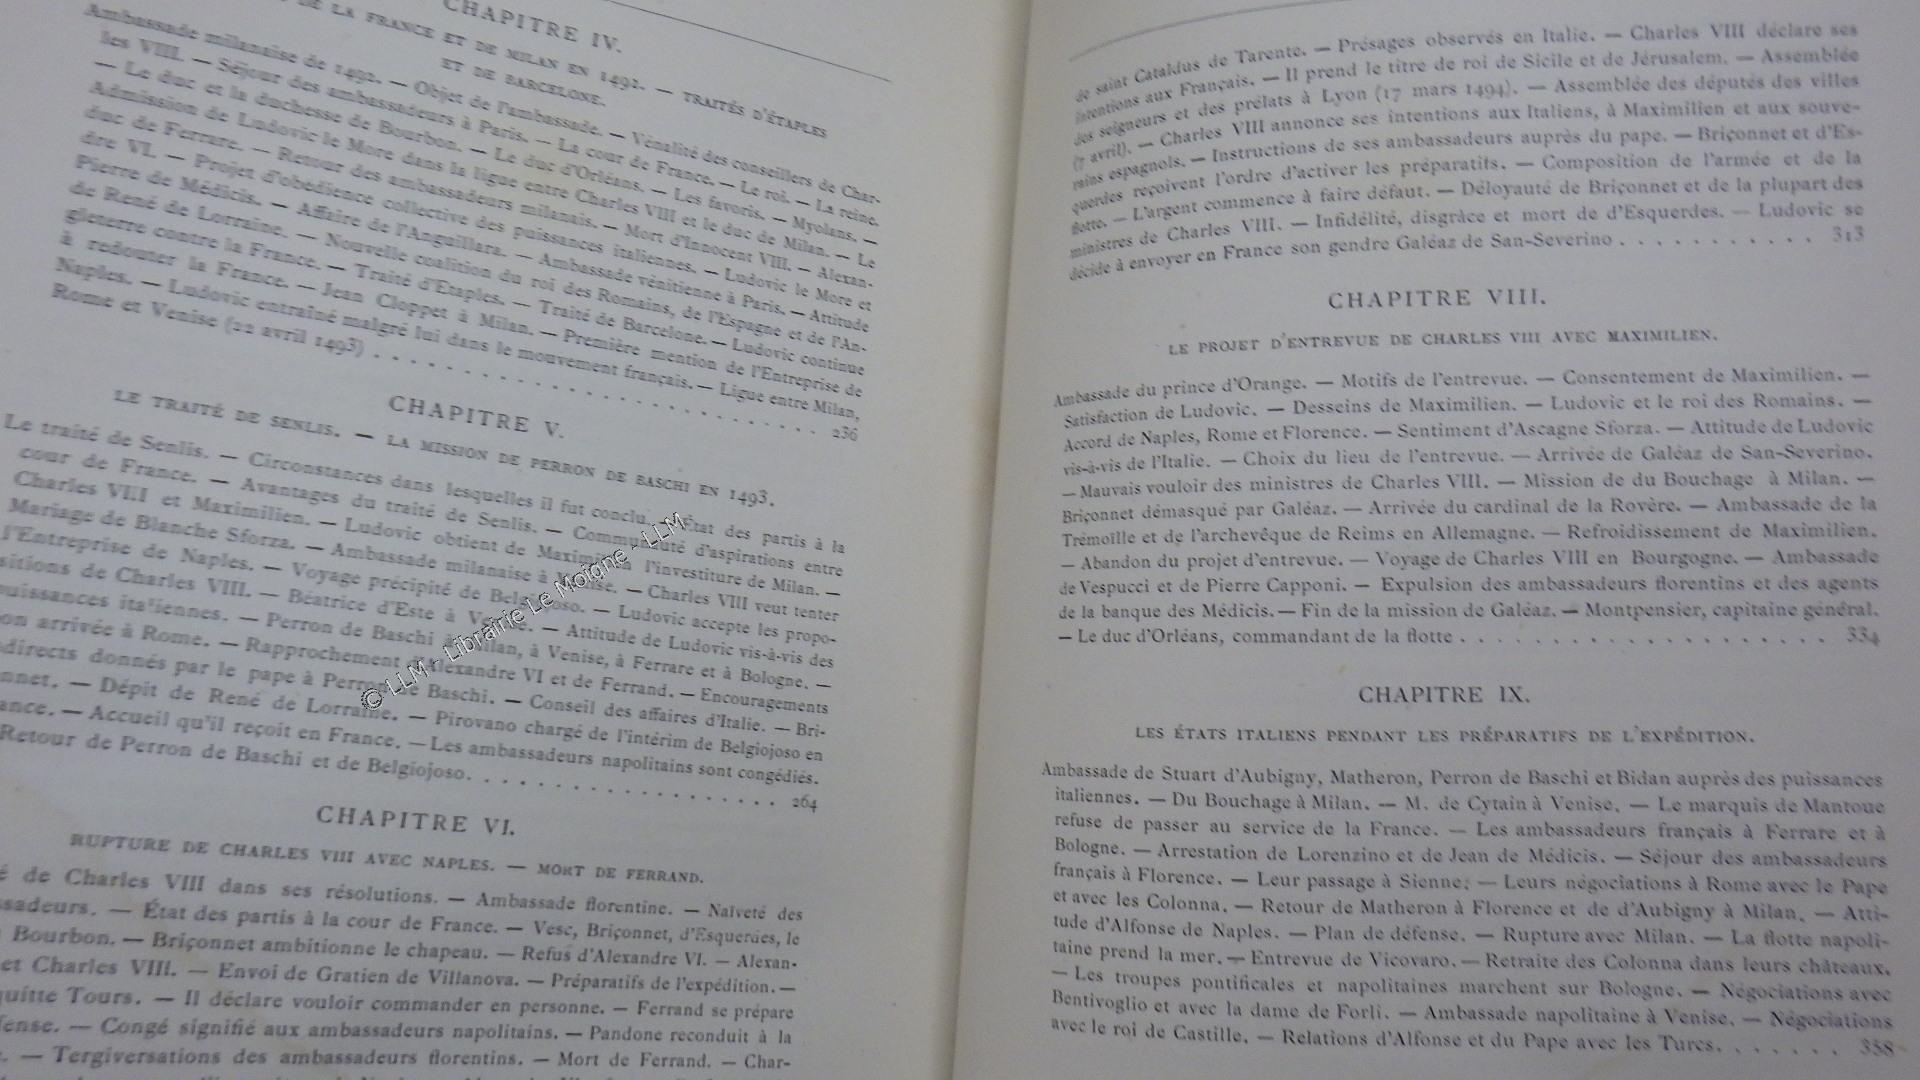 CHAPITRE IV.
DE LA FRANCE ET DE MILAN EN 1492. — TRAITÉS D'ÉTAPLES
ET DE BARCELONE.
Ambassade milanaise de 1492. — Objet de l'ambassade. — Vénalité des conseillers de Char-
les VIII. — Séjour des ambassadeurs à Paris. — La cour de France. — Le roi. — La reine.
— Le duc et la duchesse de Bourbon. — Le duc d'Orléans. — Les favoris. — Myolans. —
Admission de Ludovic le More dans la ligue entre Charles VIII et le duc de Milan. — Le
duc de Ferrare. — Retour des ambassadeurs milanais. — Mort d'Innocent VIII. — Alexan-
dre VI. — Projet d'obédience collective des puissances italiennes. — Ludovic le More et
Pierre de Médicis. — Affaire de l'Anguillara. — Ambassade vénitienne à Paris. — Attitude
de René de Lorraine. — Nouvelle coalition du roi des Romains, de l'Espagne et de l'An-
gleterre contre la France. — Traité d'Etaples. — Traité de Barcelone. — Ludovic continue
à redouter la France. — Jean Cloppet à Milan. — Première mention de l'Entreprise de
Naples. — Ludovic entraîné malgré lui dans le mouvement français. — Ligue entre Milan,
Rome et Venise (22 avril 1493) . . . . . . . . . . . . . . . . . . . . 236
CHAPITRE V.
LE TRAITÉ DE SENLIS. — LA MISSION DE PERRON DE BASCHI EN 1493.
Le traité de Senlis. — Circonstances dans lesquelles il fut conclu. — État des partis à la
cour de France. — Avantages du traité de Senlis. — Communauté d'aspirations entre
Charles VIII et Maximilien. — Ludovic obtient de Maximilien l'investiture de Milan. —
Mariage de Blanche Sforza. — Ambassade milanaise à Venise. — Charles VIII veut tenter
l'Entreprise de Naples. — Voyage précipité de Belgiojoso. — Ludovic accepte les propo-
sitions de Charles VIII. — Béatrice d'Este à Venise. — Attitude de Ludovic vis-à-vis des
puissances italiennes. — Perron de Baschi à Milan, à Venise, à Ferrare et à Bologne. —
on arrivée à Rome. — Rapprochement d'Alexandre VI et de Ferrand. — Encouragements
directs donnés par le pape à Perron de Baschi. — Conseil des affaires d'Italie. — Bri-
nnet. — Dépit de René de Lorraine. — Pirovano chargé de l'intérim de Belgiojoso en
ance. — Accueil qu'il reçoit en France. — Les ambassadeurs napolitains sont congédiés.
Retour de Perron de Baschi et de Belgiojoso. . . . . . . . . . . . . . . . . 264
CHAPITRE VI.
RUPTURE DE CHARLES VIII AVEC NAPLES. — MORT DE FERRAND.
é de Charles VIII dans ses résolutions. — Ambassade florentine. — Naïveté des
ssadeurs. — État des partis à la cour de France. — Vesc, Briçonnet, d'Esquerdes, le
Bourbon. — Briçonnet ambitionne le chapeau. — Refus d'Alexandre VI. — Alexan-
et Charles VIII. — Envoi de Gratien de Villanova. — Préparatifs de l'expédition. —
quitte Tours. — Il déclare vouloir commander en personne. — Ferrand se prépare
fense. — Congé signifié aux ambassadeurs napolitains. — Pandone reconduit à la
. — Tergiversations des ambassadeurs florentins. — Mort de Ferrand. — Char-
© LLM - Librairie Le Moigne - LLM
de saint Cataldus de Tarente. — Présages observés en Italie. — Charles VIII déclare ses
intentions aux Français. — Il prend le titre de roi de Sicile et de Jérusalem. — Assemblée
des seigneurs et des prélats à Lyon (17 mars 1494). — Assemblée des députés des villes
(7 avril). — Charles VIII annonce ses intentions aux Italiens, à Maximilien et aux souve-
rains espagnols. — Instructions de ses ambassadeurs auprès du pape. — Briçonnet et d'Es-
querdes reçoivent l'ordre d'activer les préparatifs. — Composition de l'armée et de la
flotte. — L'argent commence à faire défaut. — Déloyauté de Briçonnet et de la plupart des
ministres de Charles VIII. — Infidélité, disgrâce et mort de d'Esquerdes. — Ludovic se
décide à envoyer en France son gendre Galéaz de San-Severino . . . . . . . . . . . 313
CHAPITRE VIII.
LE PROJET D'ENTREVUE DE CHARLES VIII AVEC MAXIMILIEN.
Ambassade du prince d'Orange. — Motifs de l'entrevue. — Consentement de Maximilien. —
Satisfaction de Ludovic. — Desseins de Maximilien. — Ludovic et le roi des Romains. —
Accord de Naples, Rome et Florence. — Sentiment d'Ascagne Sforza. — Attitude de Ludovic
vis-à-vis de l'Italie. — Choix du lieu de l'entrevue. — Arrivée de Galéaz de San-Severino.
— Mauvais vouloir des ministres de Charles VIII. — Mission de du Bouchage à Milan. —
Briçonnet démasqué par Galéaz. — Arrivée du cardinal de la Rovère. — Ambassade de la
Trémoille et de l'archevêque de Reims en Allemagne. — Refroidissement de Maximilien.
— Abandon du projet d'entrevue. — Voyage de Charles VIII en Bourgogne. — Ambassade
de Vespucci et de Pierre Capponi. — Expulsion des ambassadeurs florentins et des agents
de la banque des Médicis. — Fin de la mission de Galéaz. — Montpensier, capitaine général.
— Le duc d'Orléans, commandant de la flotte . . . . . . . . . . . . . . . . . . . 334
CHAPITRE IX.
LES ÉTATS ITALIENS PENDANT LES PRÉPARATIFS DE L'EXPÉDITION.
Ambassade de Stuart d'Aubigny, Matheron, Perron de Baschi et Bidan auprès des puissances
italiennes. — Du Bouchage à Milan. — M. de Cytain à Venise. — Le marquis de Mantoue
refuse de passer au service de la France. — Les ambassadeurs français à Ferrare et à
Bologne. — Arrestation de Lorenzino et de Jean de Médicis. — Séjour des ambassadeurs
français à Florence. — Leur passage à Sienne. — Leurs négociations à Rome avec le Pape
et avec les Colonna. — Retour de Matheron à Florence et de d'Aubigny à Milan. — Atti-
tude d'Alfonse de Naples. — Plan de défense. — Rupture avec Milan. — La flotte napoli-
taine prend la mer. — Entrevue de Vicovaro. — Retraite des Colonna dans leurs châteaux.
— Les troupes pontificales et napolitaines marchent sur Bologne. — Négociations avec
Bentivoglio et avec la dame de Forli. — Ambassade napolitaine à Venise. — Négociations
avec le roi de Castille. — Relations d'Alfonse et du Pape avec les Turcs. . . . . . . 358